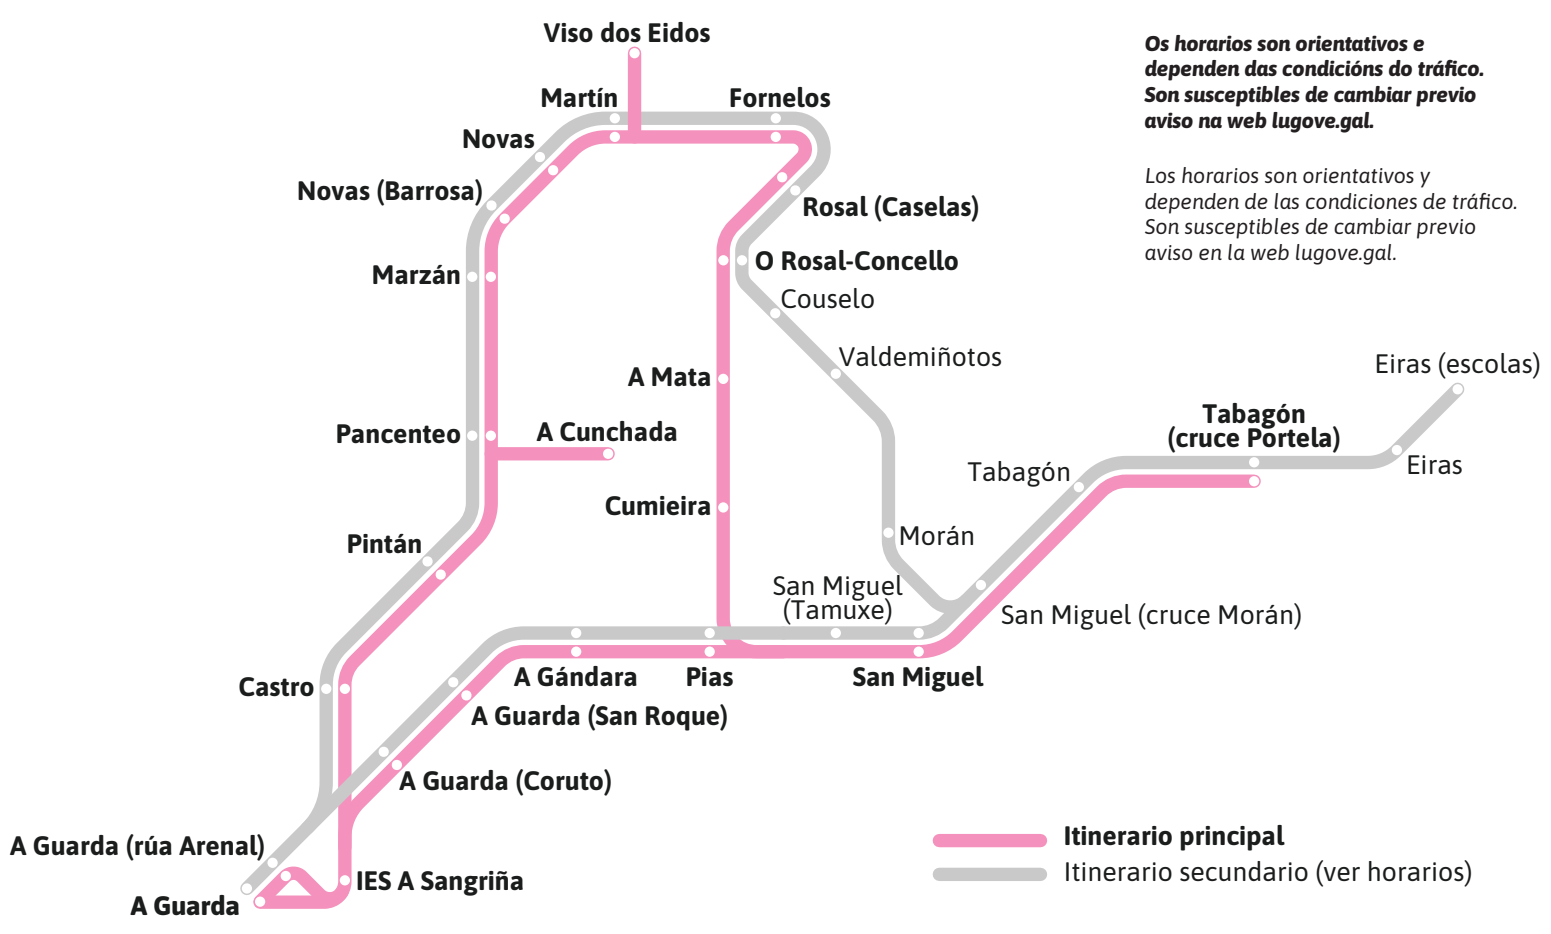 Viso dos Eidos
Martín
Fornelos
Novas
Novas (Barrosa)
Rosal (Caselas)
Marzán
O Rosal-Concello
Couselo
A Mata
Valdemiñotos
Eiras (escolas)
Pancenteo
A Cunchada
Tabagón
(cruce Portela)
Tabagón
Eiras
Cumieira
Pintán
Morán
San Miguel
(Tamuxe)
San Miguel (cruce Morán)
Castro
A Gándara
Pias
San Miguel
A Guarda (San Roque)
A Guarda (Coruto)
A Guarda (rúa Arenal)
IES A Sangriña
A Guarda
Os horarios son orientativos e
dependen das condicións do tráfico.
Son susceptibles de cambiar previo
aviso na web lugove.gal.
Los horarios son orientativos y
dependen de las condiciones de tráfico.
Son susceptibles de cambiar previo
aviso en la web lugove.gal.
Itinerario principal
Itinerario secundario (ver horarios)